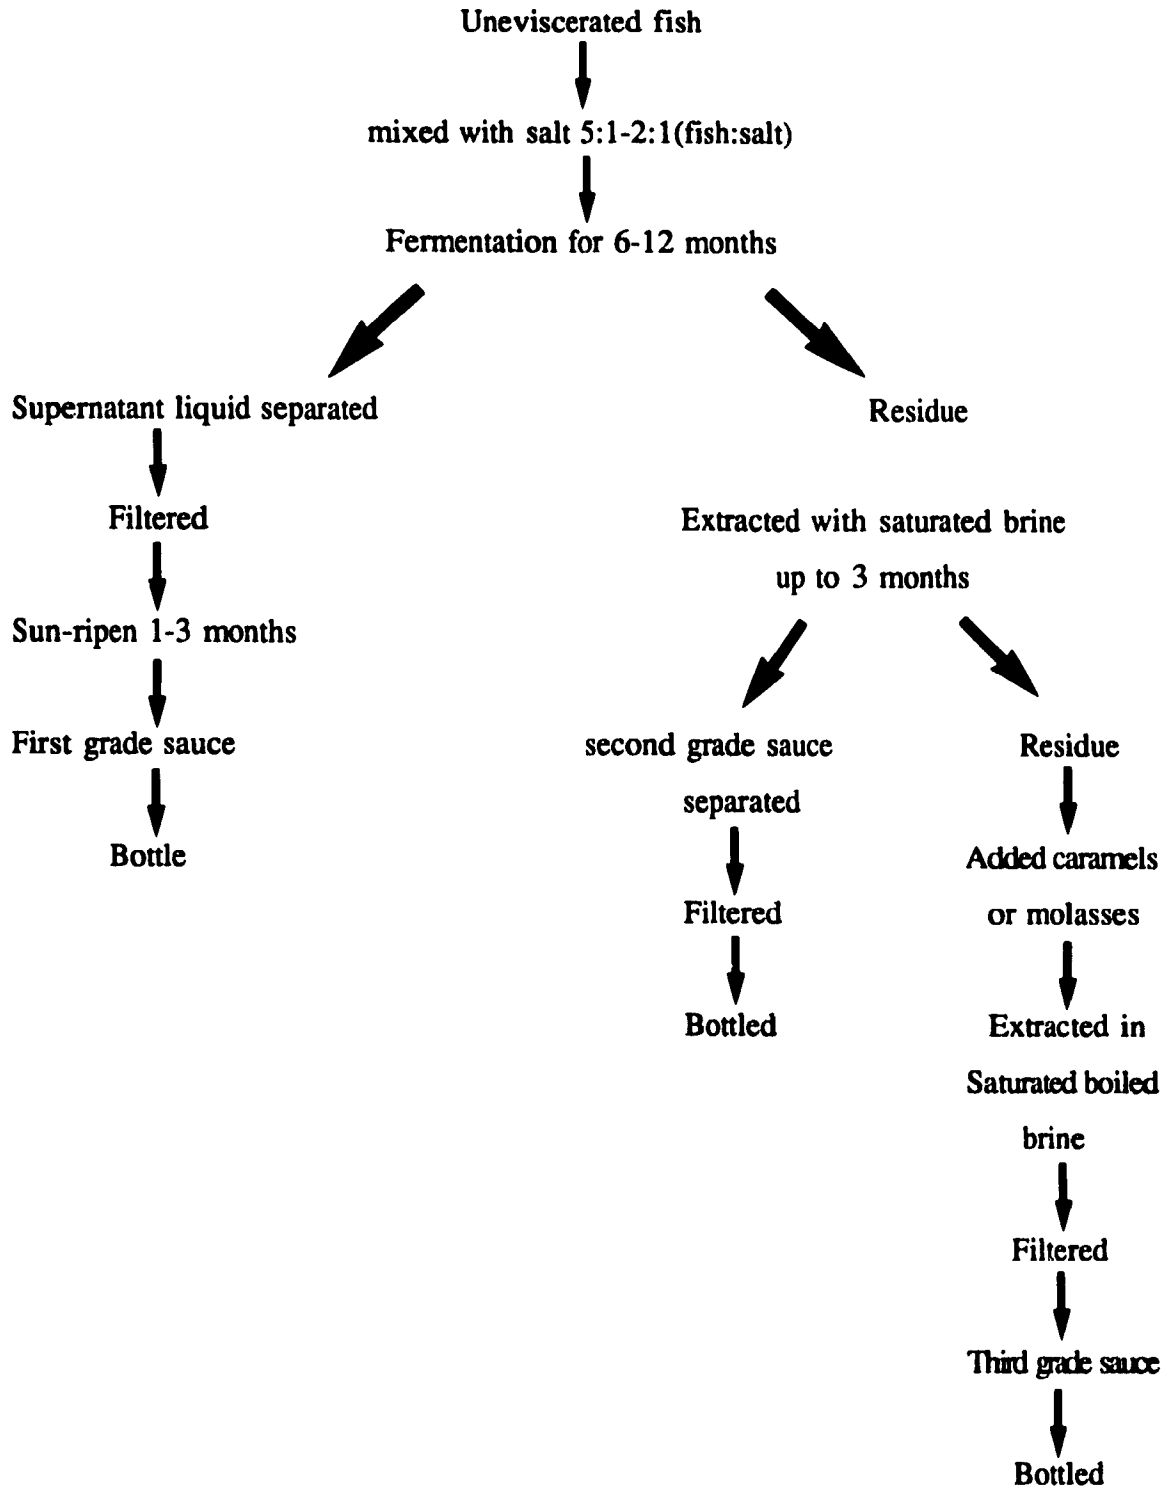 Uneviscerated fish
mixed with salt 5:1-2:1(fish:salt)
Fermentation for 6-12 months
Supernatant liquid separated
Filtered
Sun-ripen 1-3 months
First grade sauce
Bottle
Residue
Extracted with saturated brine
up to 3 months
second grade sauce
separated
Filtered
Bottled
Residue
Added caramels
or molasses
Extracted in
Saturated boiled
brine
Filtered
Third grade sauce
Bottled